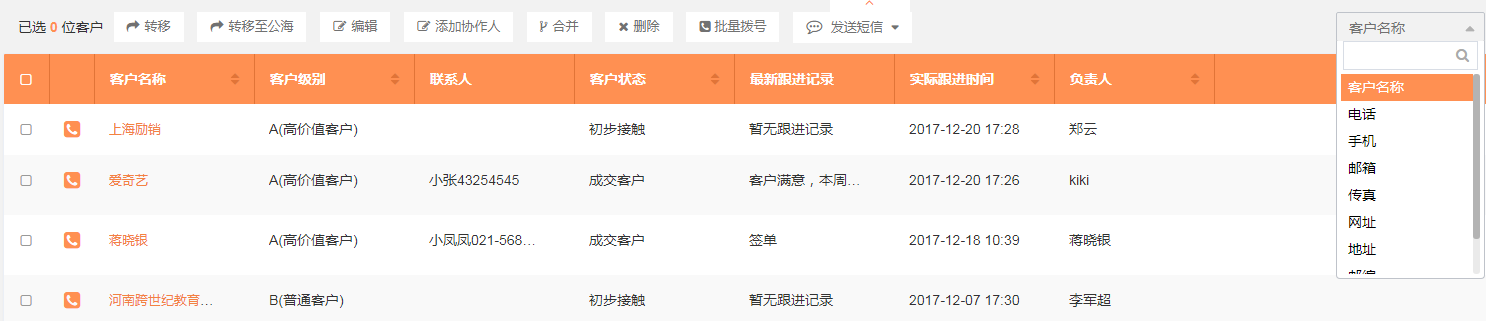 已选 0 位客户 转移 转移至公海 编辑 添加协作人 合并 删除 批量拨号 发送短信 客户名称
客户名称 客户级别 联系人 客户状态 最新跟进记录 实际跟进时间 负责人
上海励销 A(高价值客户) 初步接触 暂无跟进记录 2017-12-20 17:28 郑云
爱奇艺 A(高价值客户) 小张43254545 成交客户 客户满意，本周… 2017-12-20 17:26 kiki
蒋晓银 A(高价值客户) 小凤凤021-568… 成交客户 签单 2017-12-18 10:39 蒋晓银
河南跨世纪教育… B(普通客户) 初步接触 暂无跟进记录 2017-12-07 17:30 李军超
客户名称
电话
手机
邮箱
传真
网址
地址
邮编